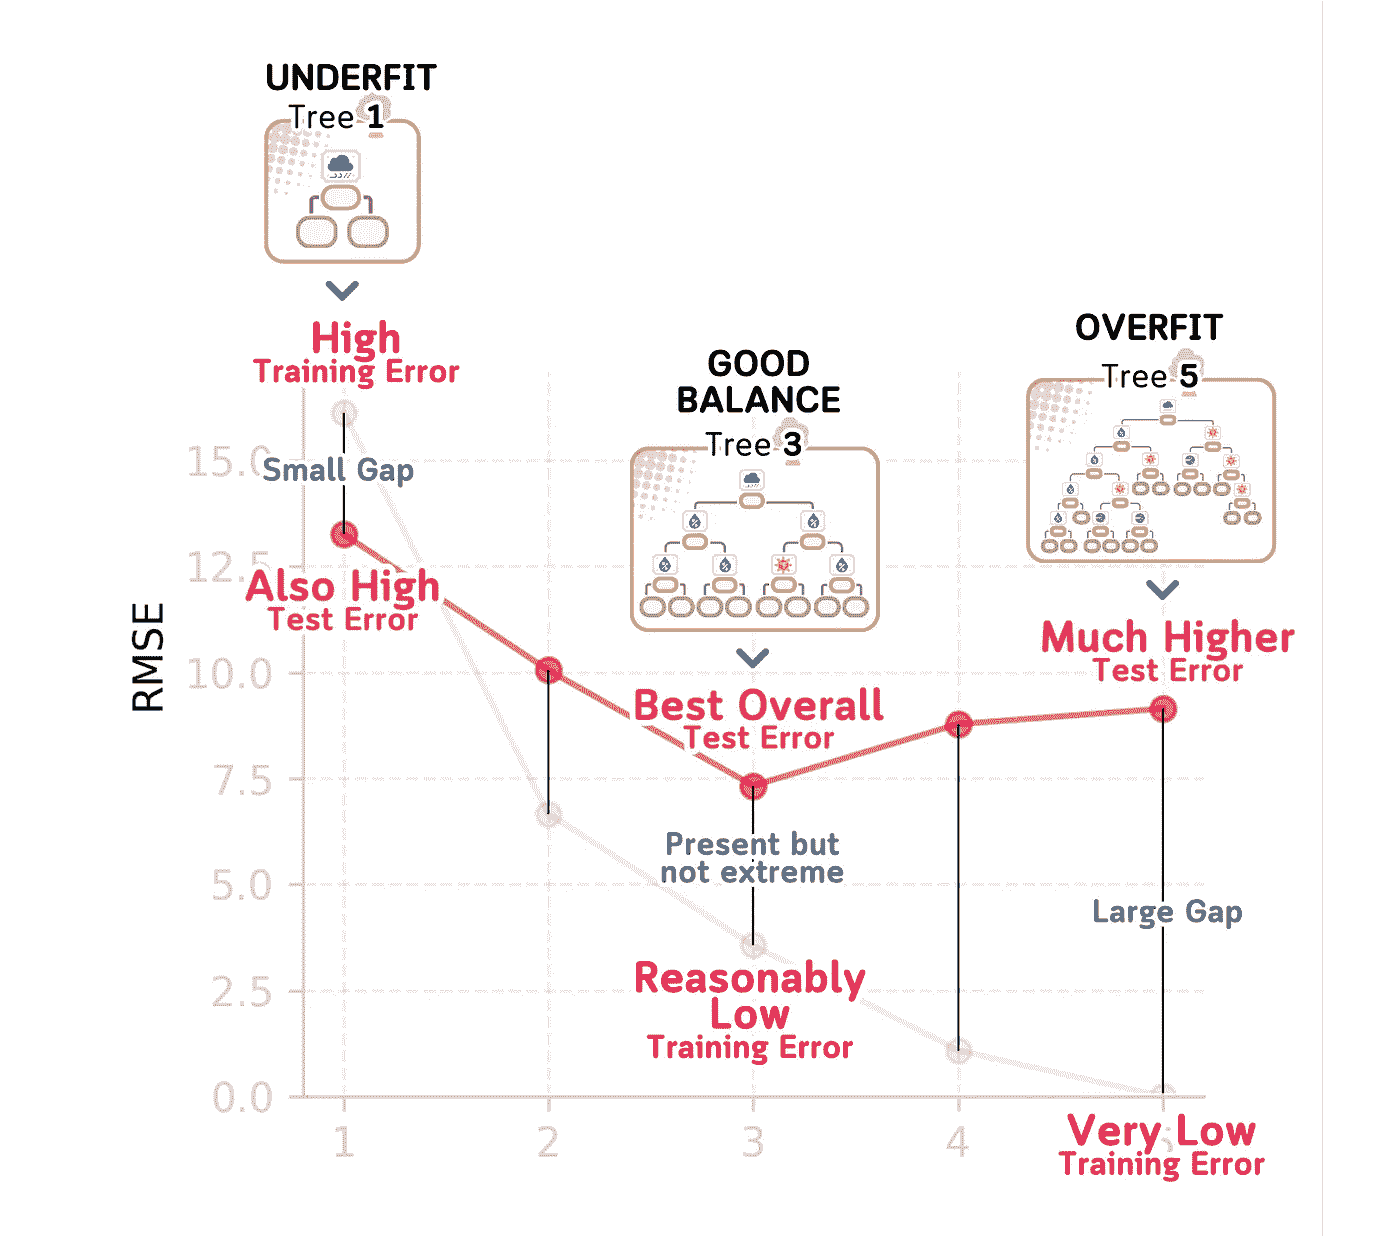 UNDERFIT
Tree 1
High
Training Error
Small Gap
Also High
Test Error
GOOD
BALANCE
Tree 3
Best Overall
Test Error
Present but
not extreme
Reasonably
Low
Training Error
OVERFIT
Tree 5
Much Higher
Test Error
Large Gap
Very Low
Training Error
RMSE
15.0
12.5
10.0
7.5
5.0
2.5
0.0
1
2
3
4
5